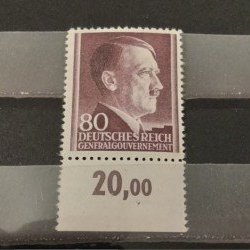 80
DEUTSCHES REICH
GENERALGOUVERNEMENT
20,00